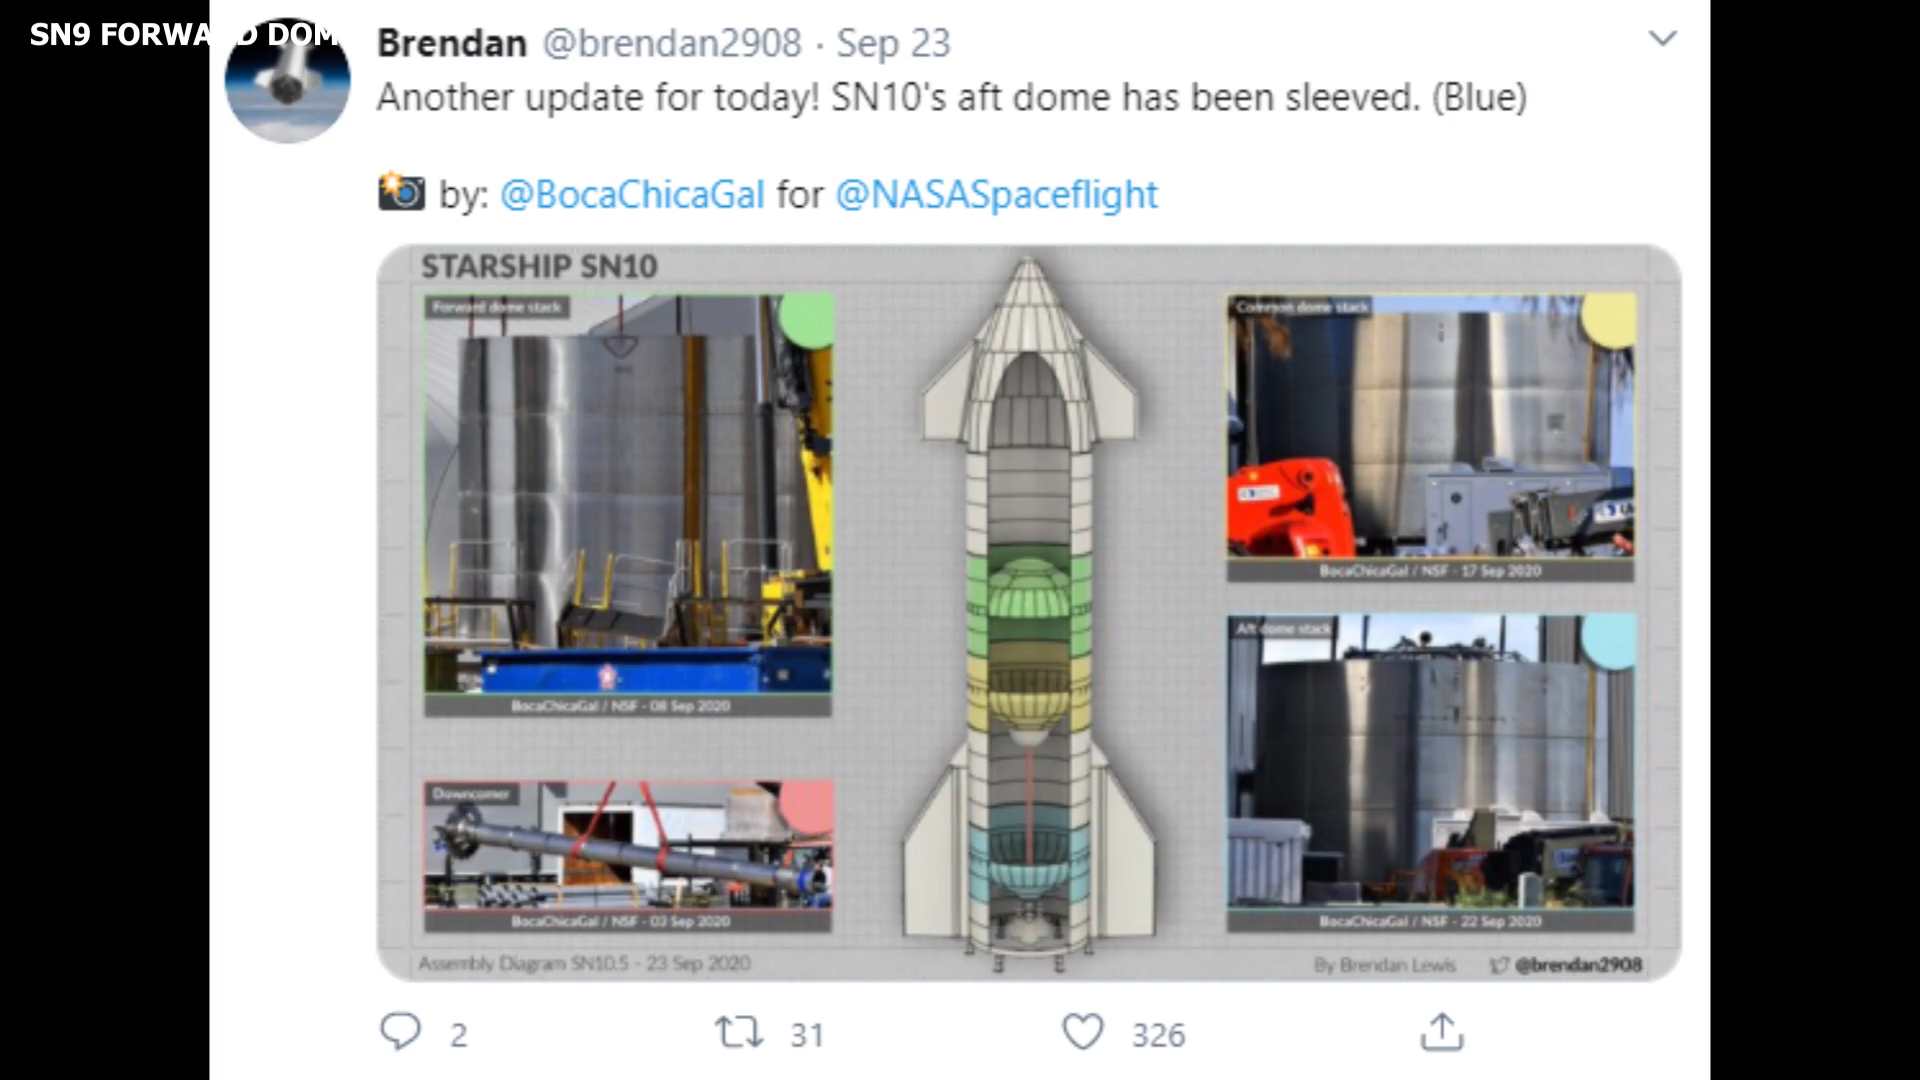 SN9 FORWARD DOM
Brendan @brendan2908 · Sep 23
Another update for today! SN10's aft dome has been sleeved. (Blue)
by: @BocaChicaGal for @NASASpaceflight
STARSHIP SN10
Forward dome stack
BocaChicaGal / NSF - 08 Sep 2020
Downcomer
BocaChicaGal / NSF - 03 Sep 2020
Common dome stack
BocaChicaGal / NSF - 17 Sep 2020
Aft dome stack
BocaChicaGal / NSF - 22 Sep 2020
Assembly Diagram SN10.5 - 23 Sep 2020
By Brendan Lewis @brendan2908
2 31 326